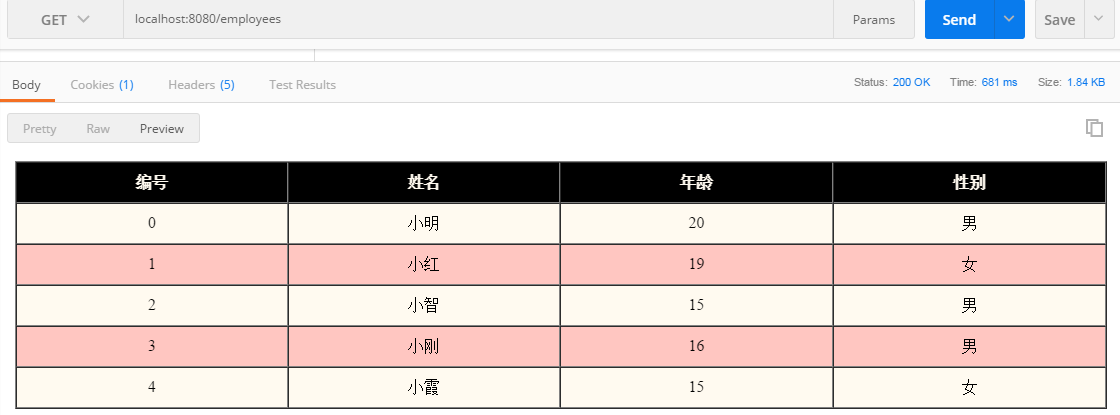 GET localhost:8080/employees Params Send Save
Body Cookies (1) Headers (5) Test Results Status: 200 OK Time: 681 ms Size: 1.84 KB
Pretty Raw Preview
编号 姓名 年龄 性别
0 小明 20 男
1 小红 19 女
2 小智 15 男
3 小刚 16 男
4 小霞 15 女